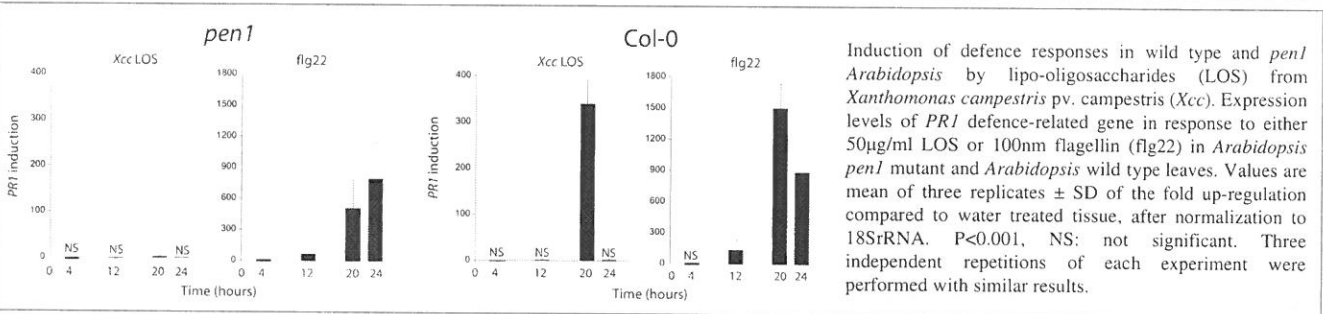 pen1
Col-0
Xcc LOS
flg22
Xcc LOS
flg22
PR1 induction
400
300
200
100
0
NS NS NS
0 4 12 20 24
1800
1500
1200
900
600
300
0
0 4 12 20 24
Time (hours)
PR1 induction
400
300
200
100
0
NS NS NS
0 4 12 20 24
1800
1500
1200
900
600
300
0
NS
0 4 12 20 24
Time (hours)
Induction of defence responses in wild type and pen1
Arabidopsis by lipo-oligosaccharides (LOS) from
Xanthomonas campestris pv. campestris (Xcc). Expression
levels of PR1 defence-related gene in response to either
50µg/ml LOS or 100nm flagellin (flg22) in Arabidopsis
pen1 mutant and Arabidopsis wild type leaves. Values are
mean of three replicates ± SD of the fold up-regulation
compared to water treated tissue, after normalization to
18SrRNA. P<0.001, NS: not significant. Three
independent repetitions of each experiment were
performed with similar results.